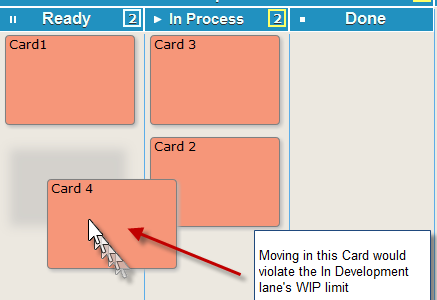 Ready 2 In Process 2 Done
Card1
Card 3
Card 2
Card 4
Moving in this Card would
violate the In Development
lane's WIP limit